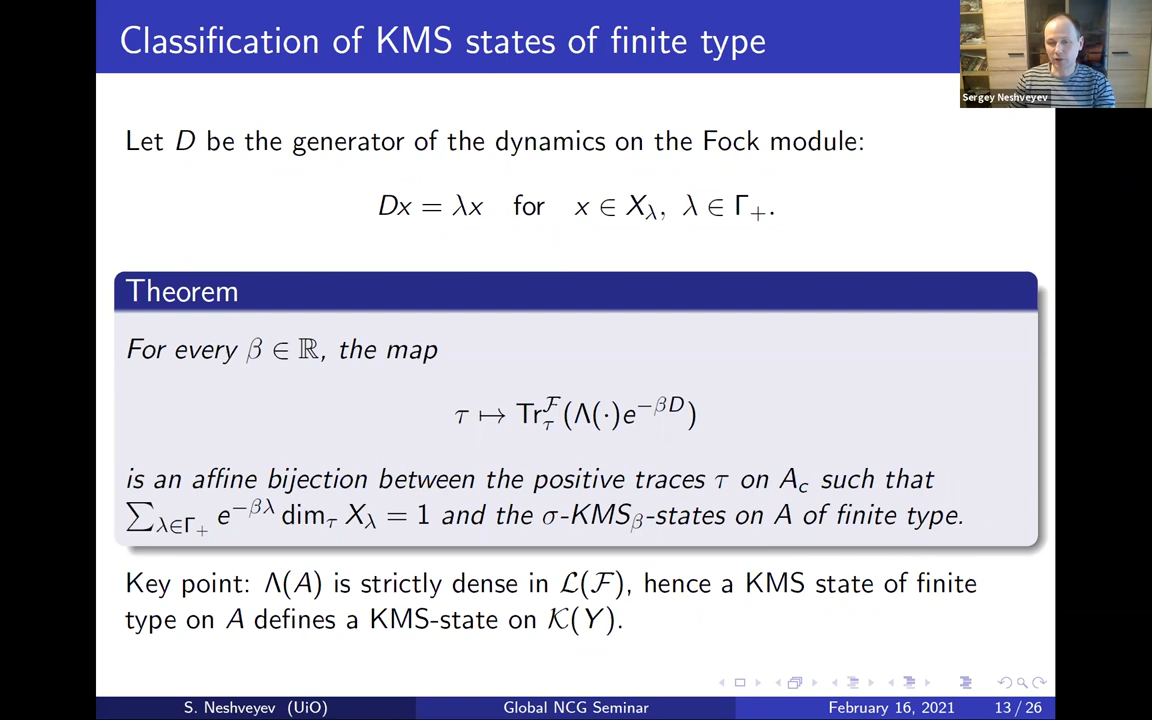 Classification of KMS states of finite type
Sergey Neshveyev
Let D be the generator of the dynamics on the Fock module:
Dx = λx for x ∈ X_λ, λ ∈ Γ₊.
Theorem
For every β ∈ ℝ, the map
τ ↦ Tr_τ^ℱ(Λ(·)e^{−βD})
is an affine bijection between the positive traces τ on A_c such that
∑_{λ∈Γ₊} e^{−βλ} dim_τ X_λ = 1 and the σ-KMS_β-states on A of finite type.
Key point: Λ(A) is strictly dense in ℒ(ℱ), hence a KMS state of finite
type on A defines a KMS-state on 𝒦(Y).
S. Neshveyev (UiO) Global NCG Seminar February 16, 2021 13 / 26